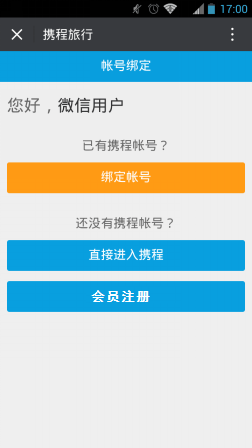 17:00
携程旅行
帐号绑定
您好，微信用户
已有携程帐号？
绑定帐号
还没有携程帐号？
直接进入携程
会员注册